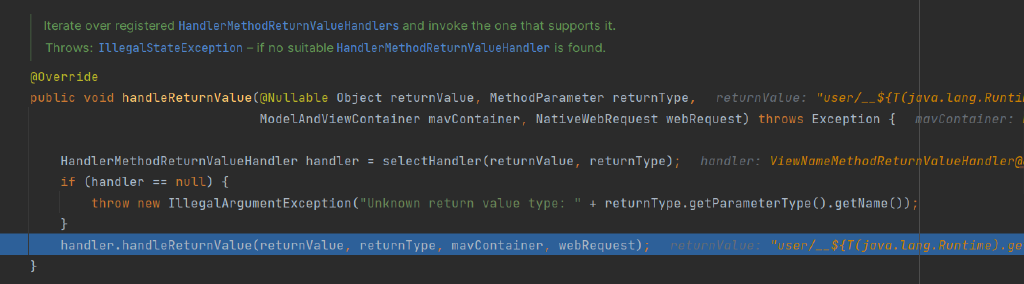 Iterate over registered HandlerMethodReturnValueHandlers and invoke the one that supports it.
Throws: IllegalStateException – if no suitable HandlerMethodReturnValueHandler is found.
@Override
public void handleReturnValue(@Nullable Object returnValue, MethodParameter returnType,   returnValue: "user/__${T(java.lang.Runti
ModelAndViewContainer mavContainer, NativeWebRequest webRequest) throws Exception {   mavContainer:
HandlerMethodReturnValueHandler handler = selectHandler(returnValue, returnType);   handler: ViewNameMethodReturnValueHandler@
if (handler == null) {
throw new IllegalArgumentException("Unknown return value type: " + returnType.getParameterType().getName());
}
handler.handleReturnValue(returnValue, returnType, mavContainer, webRequest);   returnValue: "user/__${T(java.lang.Runtime).ge
}